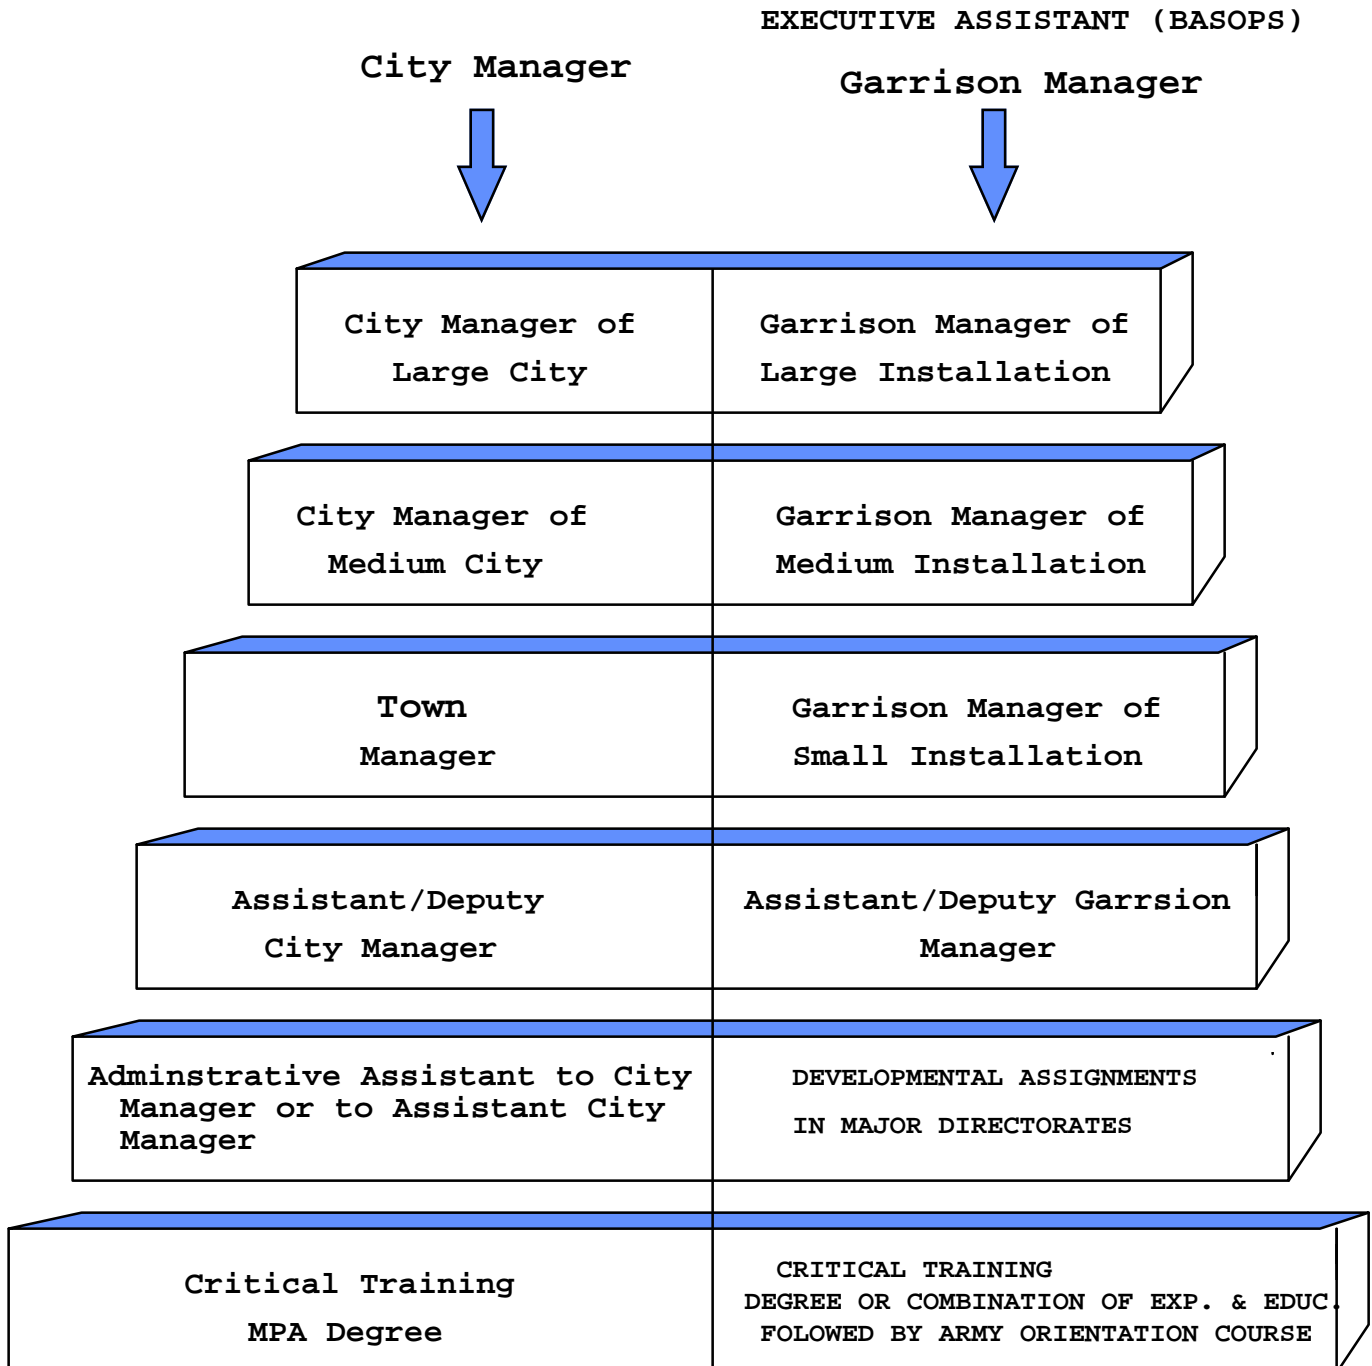 EXECUTIVE ASSISTANT (BASOPS)
City Manager
Garrison Manager
City Manager of
Large City
Garrison Manager of
Large Installation
City Manager of
Medium City
Garrison Manager of
Medium Installation
Town
Manager
Garrison Manager of
Small Installation
Assistant/Deputy
City Manager
Assistant/Deputy Garrsion
Manager
Adminstrative Assistant to City
Manager or to Assistant City
Manager
DEVELOPMENTAL ASSIGNMENTS
IN MAJOR DIRECTORATES
Critical Training
MPA Degree
CRITICAL TRAINING
DEGREE OR COMBINATION OF EXP. & EDUC.
FOLOWED BY ARMY ORIENTATION COURSE